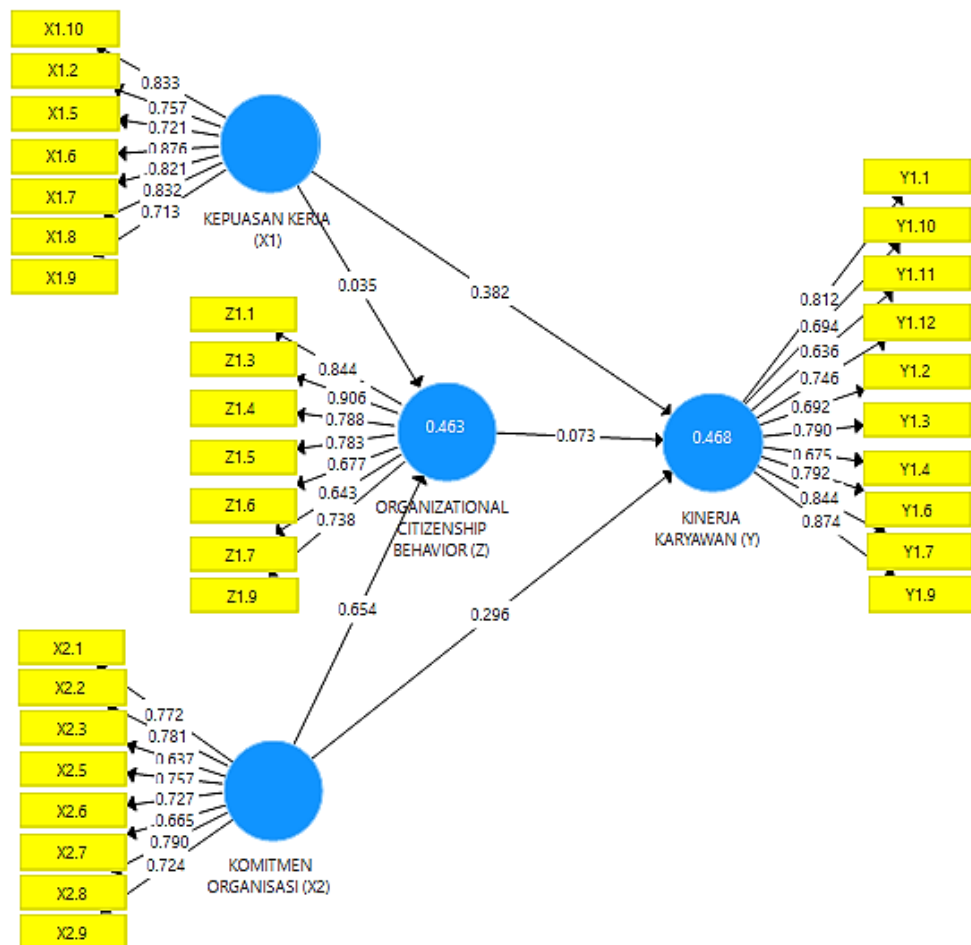 X1.10
X1.2
X1.5
X1.6
X1.7
X1.8
X1.9
0.833
0.757
0.721
0.876
0.821
0.832
0.713
KEPUASAN KERJA
(X1)
0.035
0.382
Z1.1
Z1.3
Z1.4
Z1.5
Z1.6
Z1.7
Z1.9
0.844
0.906
0.788
0.783
0.677
0.643
0.738
0.463
ORGANIZATIONAL
CITIZENSHIP
BEHAVIOR (Z)
0.073
0.468
KINERJA
KARYAWAN (Y)
0.812
0.694
0.636
0.746
0.692
0.790
0.675
0.792
0.844
0.874
Y1.1
Y1.10
Y1.11
Y1.12
Y1.2
Y1.3
Y1.4
Y1.6
Y1.7
Y1.9
0.654
0.296
X2.1
X2.2
X2.3
X2.5
X2.6
X2.7
X2.8
X2.9
0.772
0.781
0.637
0.757
0.727
0.665
0.790
0.724
KOMITMEN
ORGANISASI (X2)